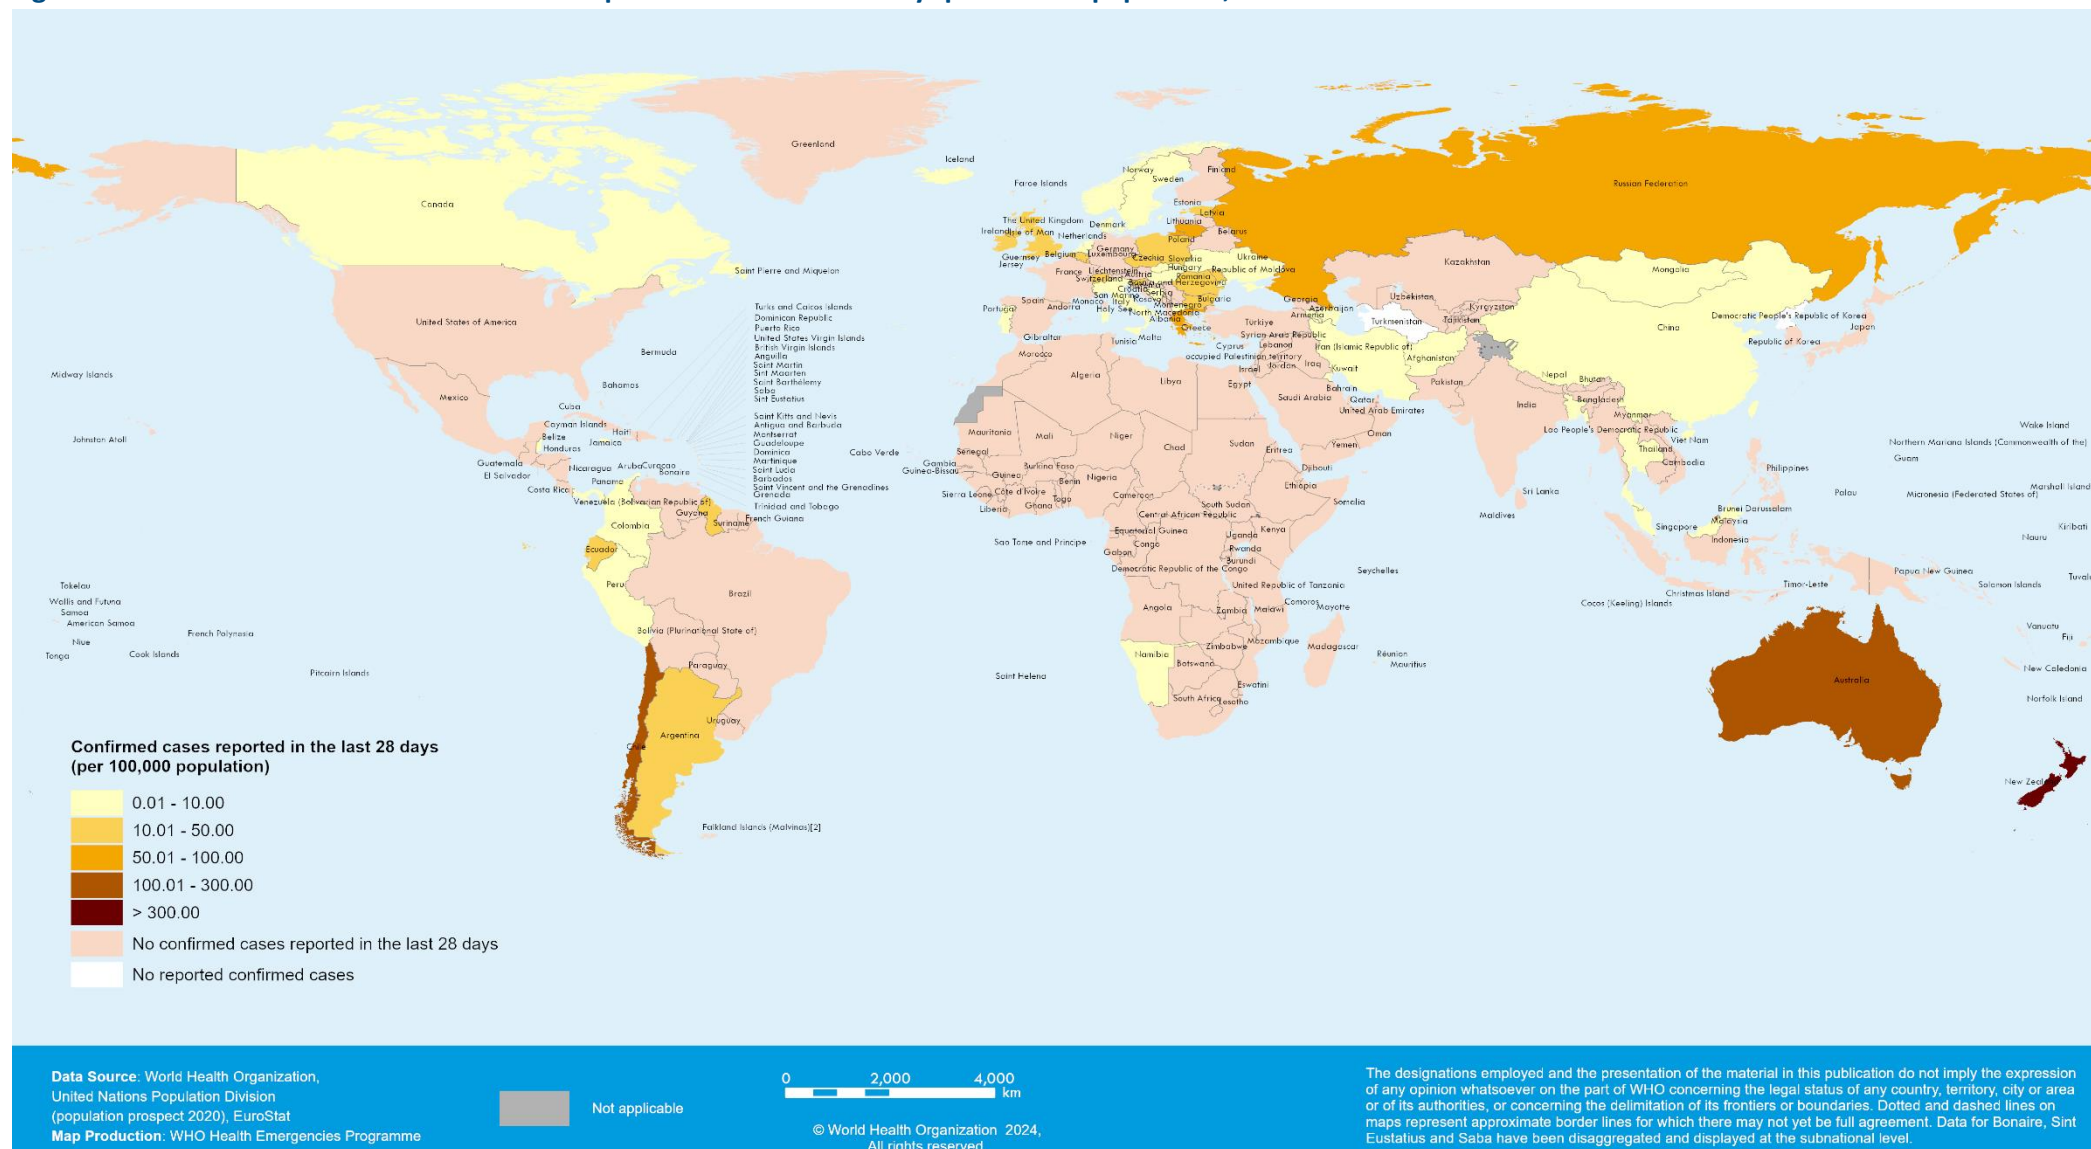 Greenland
Iceland
Faroe Islands
Norway
Sweden
Finland
Russian Federation
Canada
Estonia
Latvia
The United Kingdom
Denmark
Lithuania
Ireland
Isle of Man
Netherlands
Belarus
Poland
Germany
Guernsey
Belgium
Luxembourg
Czechia
Slovakia
Ukraine
Jersey
Kazakhstan
Saint Pierre and Miquelon
France
Liechtenstein
Austria
Hungary
Republic of Moldova
Mongolia
Switzerland
Romania
Bosnia and Herzegovina
Croatia
Serbia
San Marino
Italy
Kosovo
Bulgaria
Georgia
Uzbekistan
Spain
Andorra
Monaco
Montenegro
Kyrgyzstan
Portugal
Holy See
North Macedonia
Azerbaijon
Armenia
Albania
Turkmenistan
Tajikistan
Democratic People's Republic of Korea
United States of America
Greece
Türkiye
China
Japan
Turks and Caicos Islands
Dominican Republic
Puerto Rico
United States Virgin Islands
British Virgin Islands
Anguilla
Saint Martin
Sint Maarten
Saint Barthélemy
Saba
Sint Eustatius
Gibraltar
Tunisia
Malta
Syrian Arab Republic
Cyprus
Lebanon
Iran (Islamic Republic of)
Republic of Korea
Bermuda
Morocco
occupied Palestinian territory
Afghanistan
Israel
Jordan
Iraq
Kuwait
Midway Islands
Algeria
Libya
Egypt
Bahrain
Pakistan
Nepal
Bhutan
Bahamas
Mexico
Saudi Arabia
Qatar
United Arab Emirates
India
Bangladesh
Cuba
Myanmar
Saint Kitts and Nevis
Antigua and Barbuda
Montserrat
Guadeloupe
Dominica
Martinique
Saint Lucia
Barbados
Saint Vincent and the Grenadines
Grenada
Trinidad and Tobago
Cayman Islands
Haiti
Belize
Jamaica
Honduras
Johnston Atoll
Mauritania
Mali
Niger
Chad
Sudan
Eritrea
Yemen
Oman
Lao People's Democratic Republic
Viet Nam
Wake Island
Northern Mariana Islands (Commonwealth of the)
Guam
Guatemala
El Salvador
Nicaragua
Aruba
Curaçao
Bonaire
Cabo Verde
Senegal
Gambia
Guinea-Bissau
Burkina Faso
Guinea
Benin
Nigeria
Djibouti
Thailand
Cambodia
Philippines
Costa Rica
Panama
Venezuela (Bolivarian Republic of)
Guyana
Suriname
French Guiana
Colombia
Sierra Leone
Côte d'Ivoire
Togo
Ghana
Liberia
Cameroon
Ethiopia
South Sudan
Central African Republic
Somalia
Sri Lanka
Maldives
Palau
Micronesia (Federated States of)
Marshall Island
Brunei Darussalam
Malaysia
Singapore
Indonesia
Kiribati
Nauru
Ecuador
Sao Tome and Principe
Equatorial Guinea
Congo
Gabon
Uganda
Kenya
Rwanda
Burundi
Democratic Republic of the Congo
Seychelles
Papua New Guinea
Tuval
Tokelau
Wallis and Futuna
Samoa
American Samoa
Peru
Brazil
United Republic of Tanzania
Timor-Leste
Solomon Islands
Christmas Island
Cocos (Keeling) Islands
Angola
Zambia
Malawi
Comoros
Mayotte
Niue
French Polynesia
Tonga
Cook Islands
Bolivia (Plurinational State of)
Zimbabwe
Mozambique
Madagascar
Réunion
Mauritius
Vanuatu
Fiji
Pitcairn Islands
Paraguay
Saint Helena
Namibia
Botswana
Eswatini
South Africa
Lesotho
New Caledonia
Australia
Norfolk Island
Uruguay
Argentina
Chile
New Zeal
Falkland Islands (Malvinas)[2]
Confirmed cases reported in the last 28 days
(per 100,000 population)
0.01 - 10.00
10.01 - 50.00
50.01 - 100.00
100.01 - 300.00
> 300.00
No confirmed cases reported in the last 28 days
No reported confirmed cases
Data Source: World Health Organization,
United Nations Population Division
(population prospect 2020), EuroStat
Map Production: WHO Health Emergencies Programme
Not applicable
0 2,000 4,000
km
© World Health Organization 2024,
All rights reserved
The designations employed and the presentation of the material in this publication do not imply the expression
of any opinion whatsoever on the part of WHO concerning the legal status of any country, territory, city or area
or of its authorities, or concerning the delimitation of its frontiers or boundaries. Dotted and dashed lines on
maps represent approximate border lines for which there may not yet be full agreement. Data for Bonaire, Sint
Eustatius and Saba have been disaggregated and displayed at the subnational level.